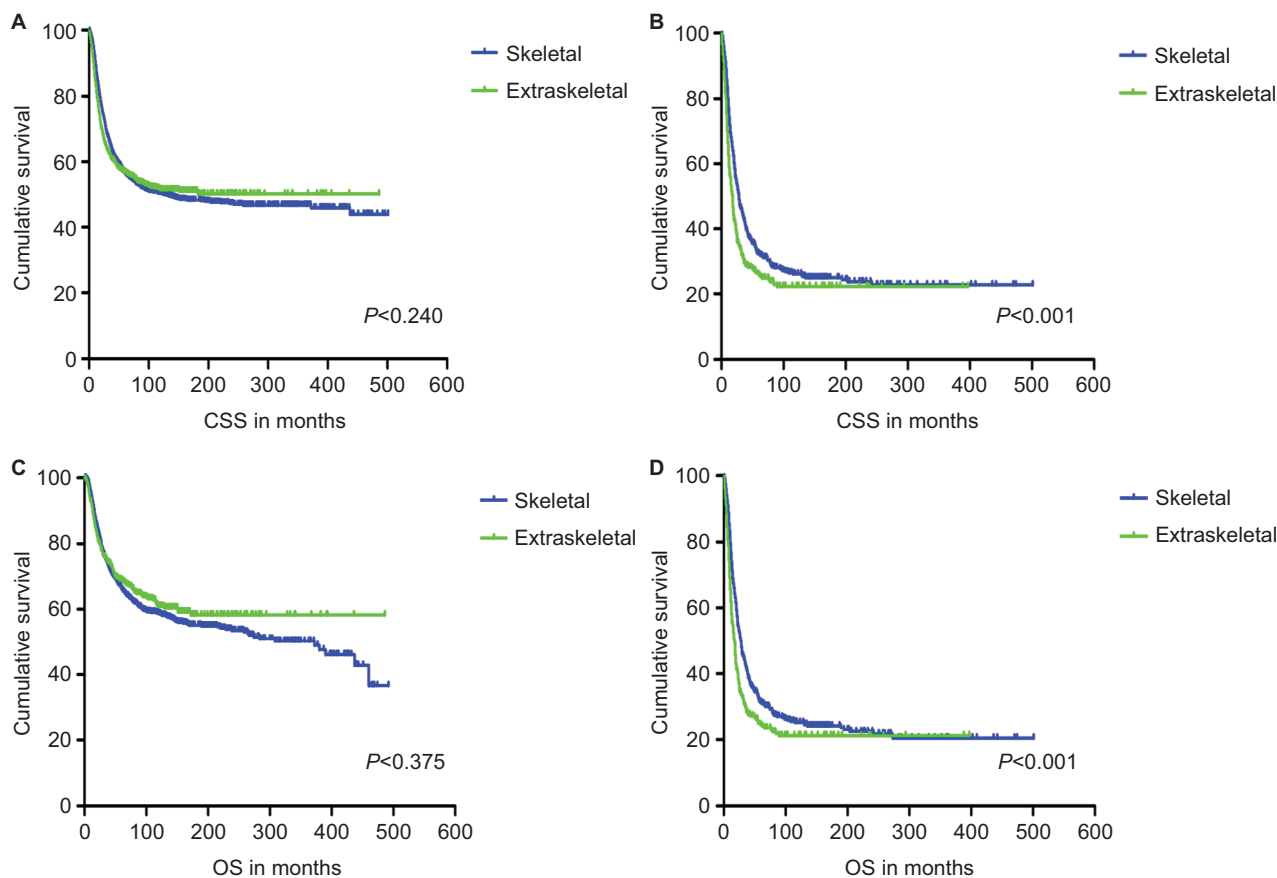 A
100
80
60
40
20
0
Cumulative survival
Skeletal
Extraskeletal
P<0.240
0 100 200 300 400 500 600
CSS in months
B
100
80
60
40
20
0
Cumulative survival
Skeletal
Extraskeletal
P<0.001
0 100 200 300 400 500 600
CSS in months
C
100
80
60
40
20
0
Cumulative survival
Skeletal
Extraskeletal
P<0.375
0 100 200 300 400 500 600
OS in months
D
100
80
60
40
20
0
Cumulative survival
Skeletal
Extraskeletal
P<0.001
0 100 200 300 400 500 600
OS in months